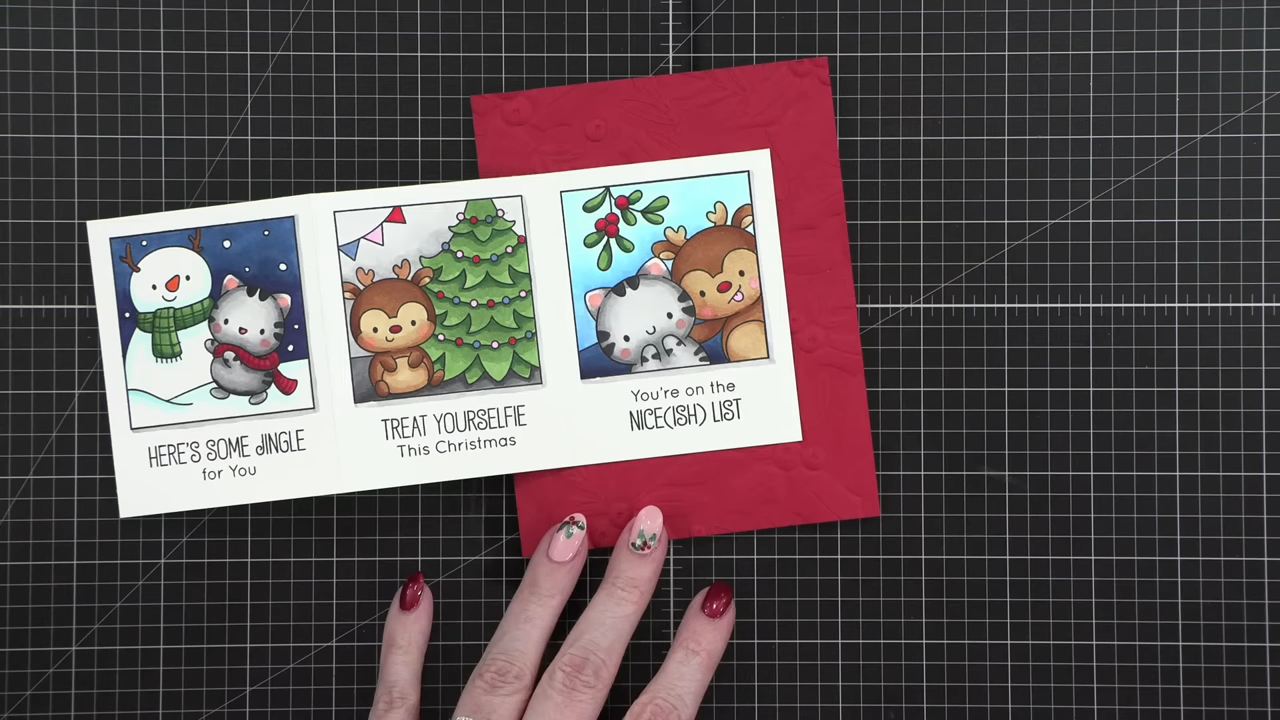 HERE'S SOME JINGLE
for You
TREAT YOURSELFIE
This Christmas
You're on the
NICE(ISH) LIST